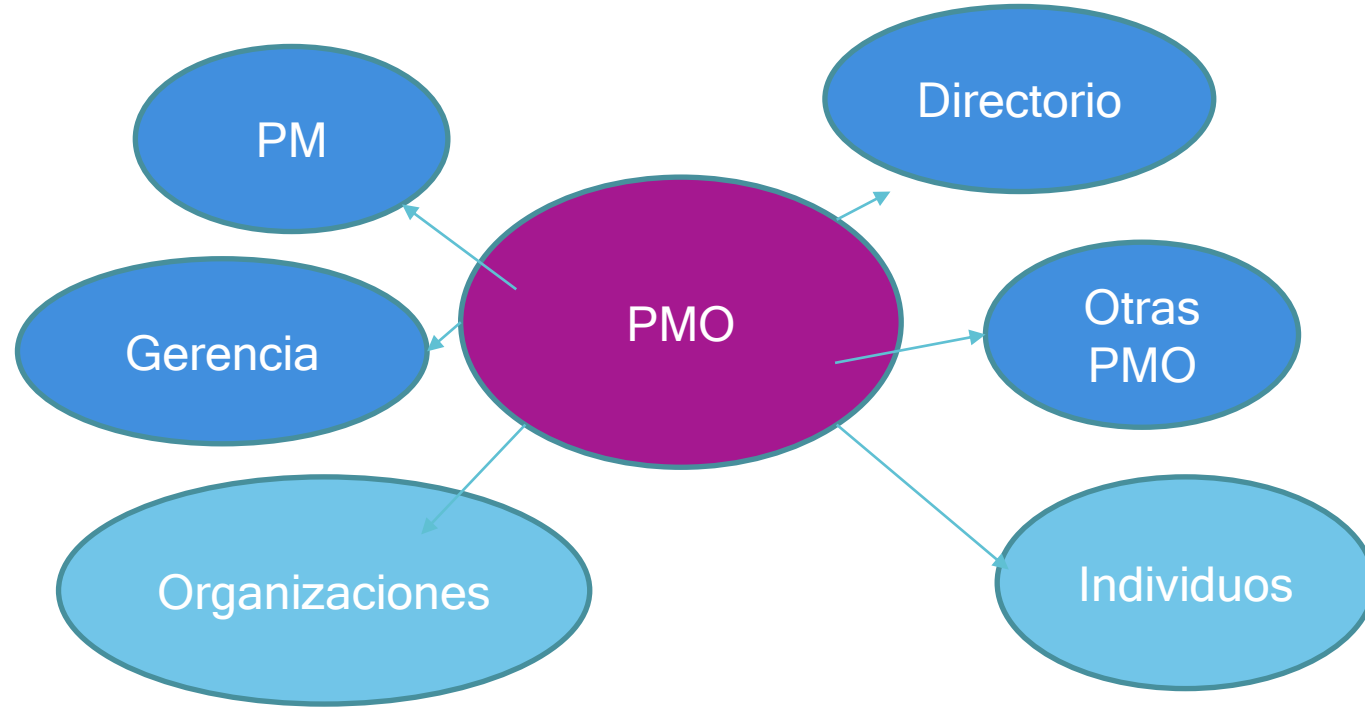 PM
Directorio
PMO
Gerencia
Otras
PMO
Organizaciones
Individuos